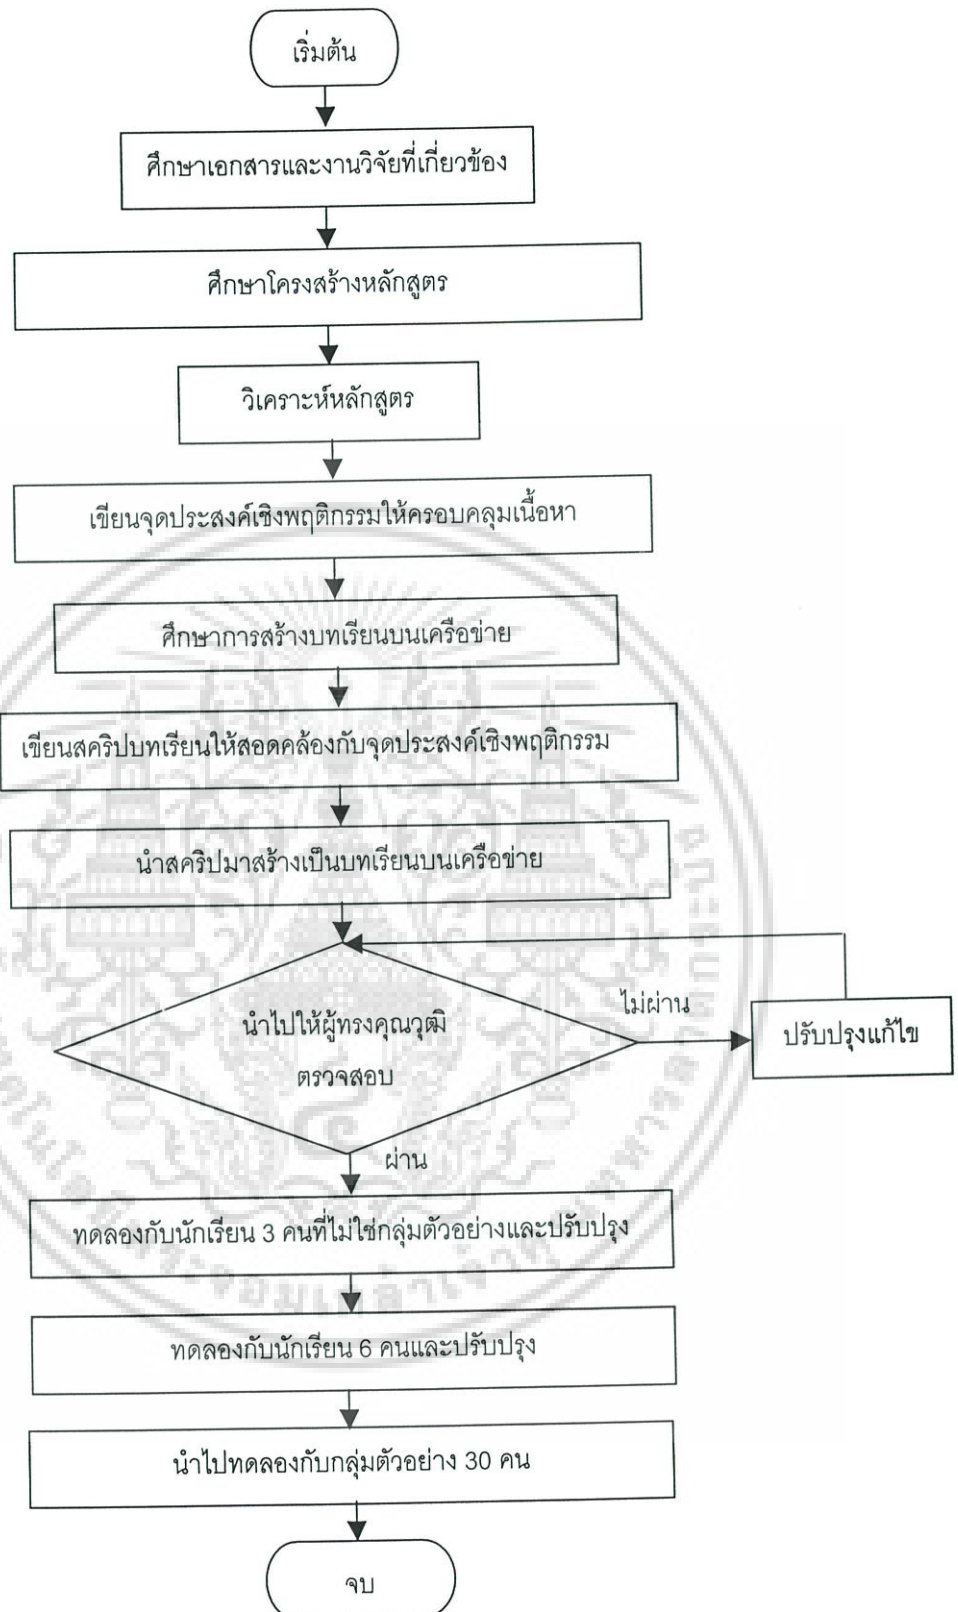 เริ่มต้น
ศึกษาเอกสารและงานวิจัยที่เกี่ยวข้อง
ศึกษาโครงสร้างหลักสูตร
วิเคราะห์หลักสูตร
เขียนจุดประสงค์เชิงพฤติกรรมให้ครอบคลุมเนื้อหา
ศึกษาการสร้างบทเรียนบนเครือข่าย
เขียนสคริปบทเรียนให้สอดคล้องกับจุดประสงค์เชิงพฤติกรรม
นำสคริปมาสร้างเป็นบทเรียนบนเครือข่าย
นำไปให้ผู้ทรงคุณวุฒิ
ตรวจสอบ
ไม่ผ่าน
ปรับปรุงแก้ไข
ผ่าน
ทดลองกับนักเรียน 3 คนที่ไม่ใช่กลุ่มตัวอย่างและปรับปรุง
ทดลองกับนักเรียน 6 คนและปรับปรุง
นำไปทดลองกับกลุ่มตัวอย่าง 30 คน
จบ